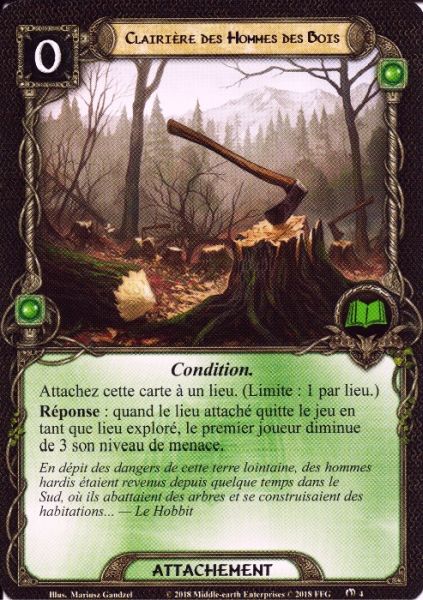 0
Clairière des Hommes des Bois
Condition.
Attachez cette carte à un lieu. (Limite : 1 par lieu.)
Réponse : quand le lieu attaché quitte le jeu en
tant que lieu exploré, le premier joueur diminue
de 3 son niveau de menace.
En dépit des dangers de cette terre lointaine, des hommes
hardis étaient revenus depuis quelque temps dans le
Sud, où ils abattaient des arbres et se construisaient des
habitations... — Le Hobbit
ATTACHEMENT
Illus. Mariusz Gandzel © 2018 Middle-earth Enterprises © 2018 FFG 4